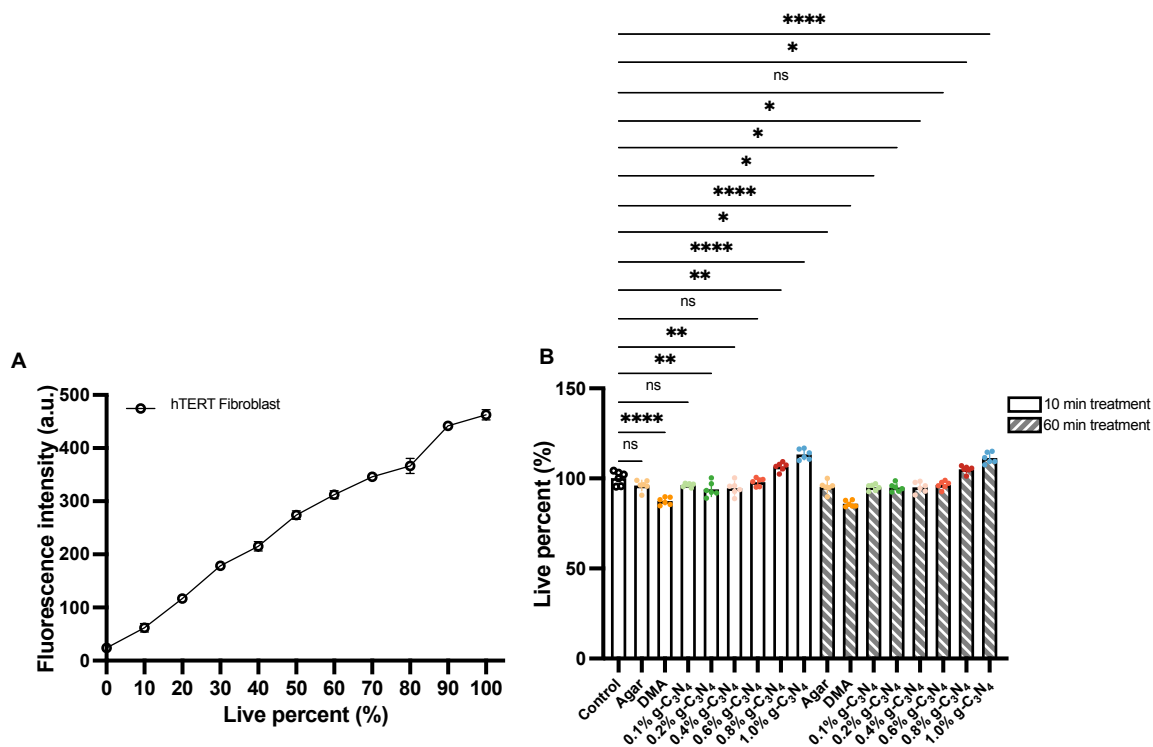 ****
*
ns
*
*
*
****
*
****
**
ns
**
**
ns
****
ns
A
Fluorescence intensity (a.u.)
500
400
300
200
100
0
hTERT Fibroblast
0 10 20 30 40 50 60 70 80 90 100
Live percent (%)
B
Live percent (%)
150
100
50
0
10 min treatment
60 min treatment
Control
Agar
DMA
0.1% g-C₃N₄
0.2% g-C₃N₄
0.4% g-C₃N₄
0.6% g-C₃N₄
0.8% g-C₃N₄
1.0% g-C₃N₄
Agar
DMA
0.1% g-C₃N₄
0.2% g-C₃N₄
0.4% g-C₃N₄
0.6% g-C₃N₄
0.8% g-C₃N₄
1.0% g-C₃N₄